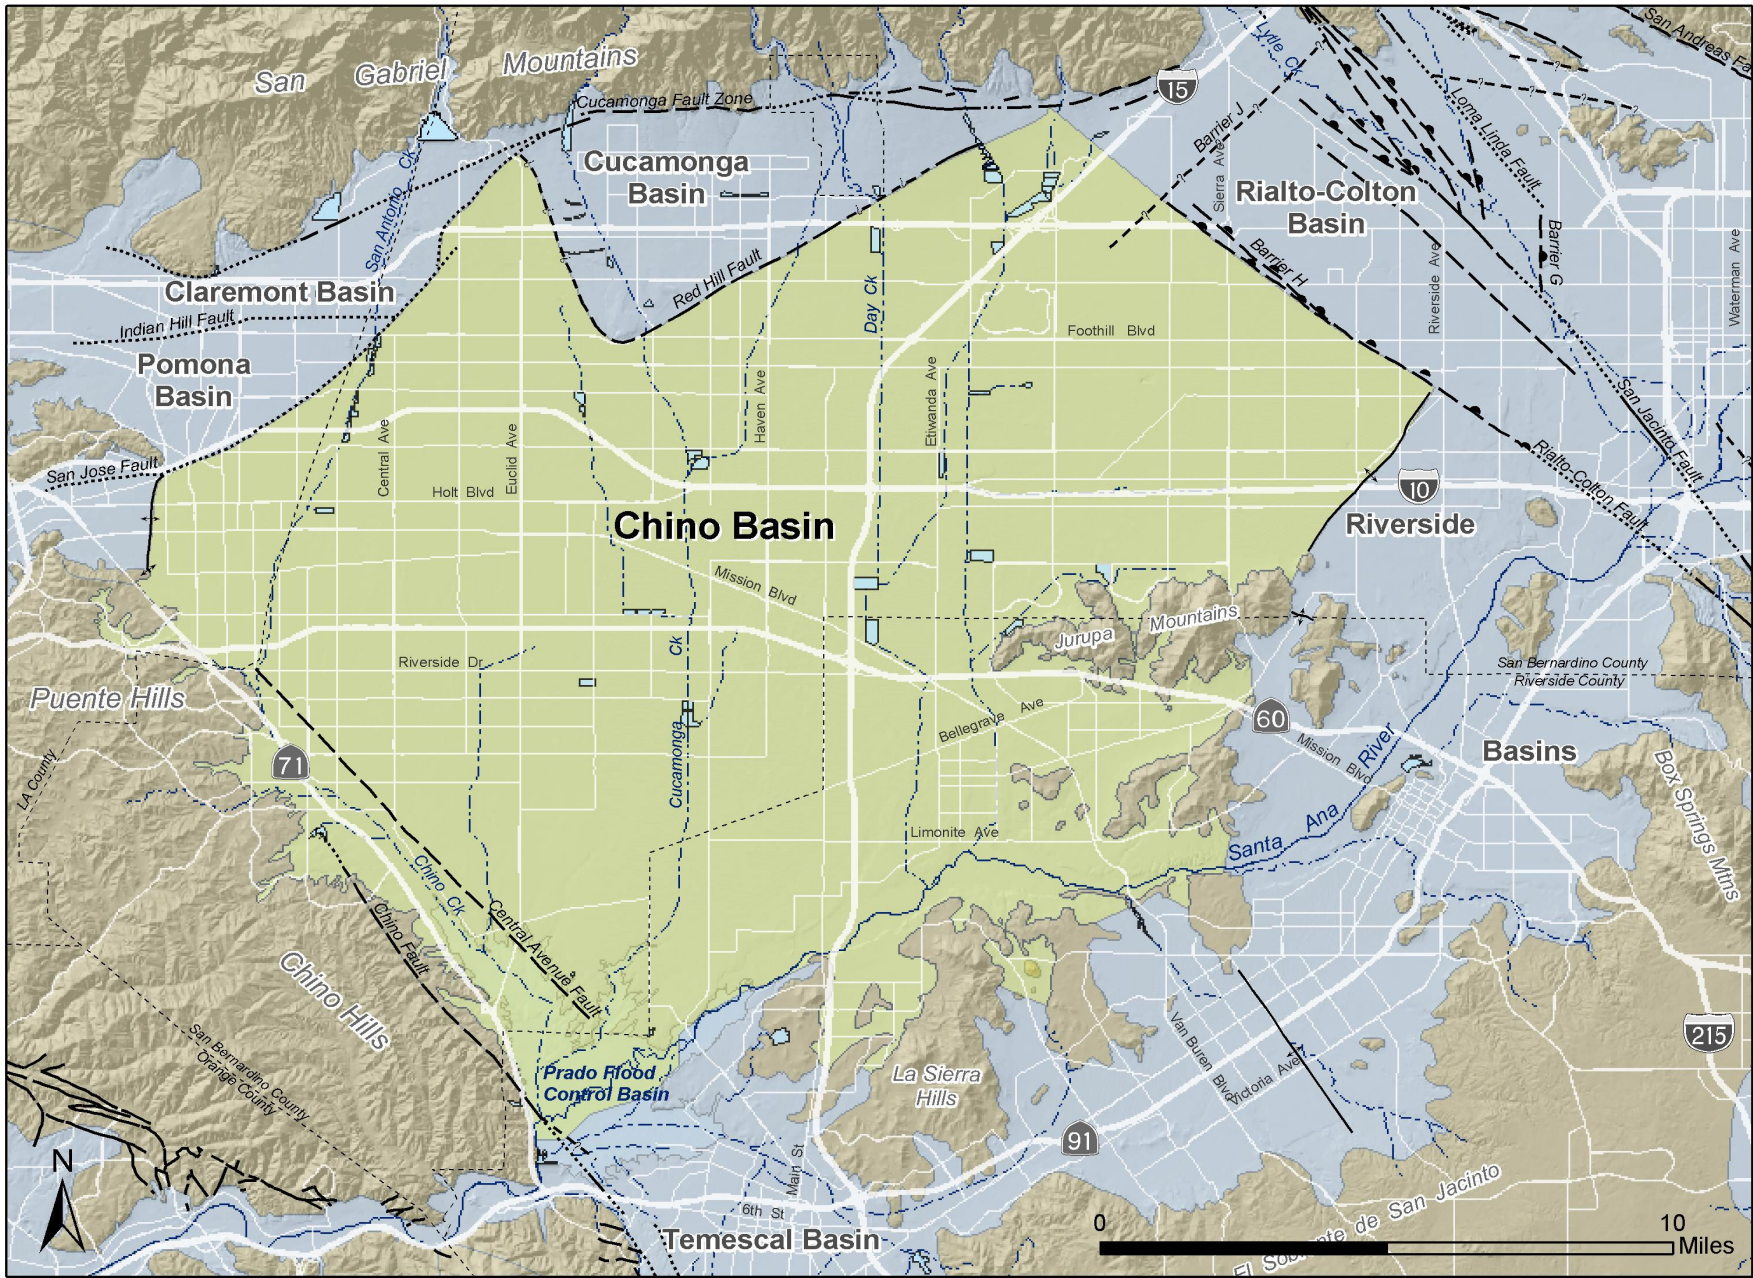 San Gabriel Mountains
Cucamonga Fault Zone
15
Lytle Ck
San Andreas Fa
Loma Linda Fault
Barrier J
Sierra Ave
Cucamonga
Basin
Rialto-Colton
Basin
San Antonio Ck
Barrier G
Waterman Ave
Riverside Ave
Barrier H
Red Hill Fault
Claremont Basin
Indian Hill Fault
Day Ck
Foothill Blvd
Pomona
Basin
Haven Ave
Etiwanda Ave
San Jacinto Fault
Central Ave
Euclid Ave
San Jose Fault
Holt Blvd
Rialto-Colton Fault
10
Chino Basin
Riverside
Mission Blvd
Jurupa Mountains
Riverside Dr
Cucamonga Ck
San Bernardino County
Riverside County
Puente Hills
Bellegrave Ave
60
Mission Blvd
Basins
71
LA County
Box Springs Mtns
Limonite Ave
Santa Ana River
Chino Ck
Central Avenue Fault
Chino Fault
Chino Hills
Van Buren Blvd
Victoria Ave
215
San Bernardino County
Orange County
Prado Flood
Control Basin
La Sierra
Hills
91
N
Main St
6th St
Temescal Basin
El Sobrante de San Jacinto
0 10
Miles